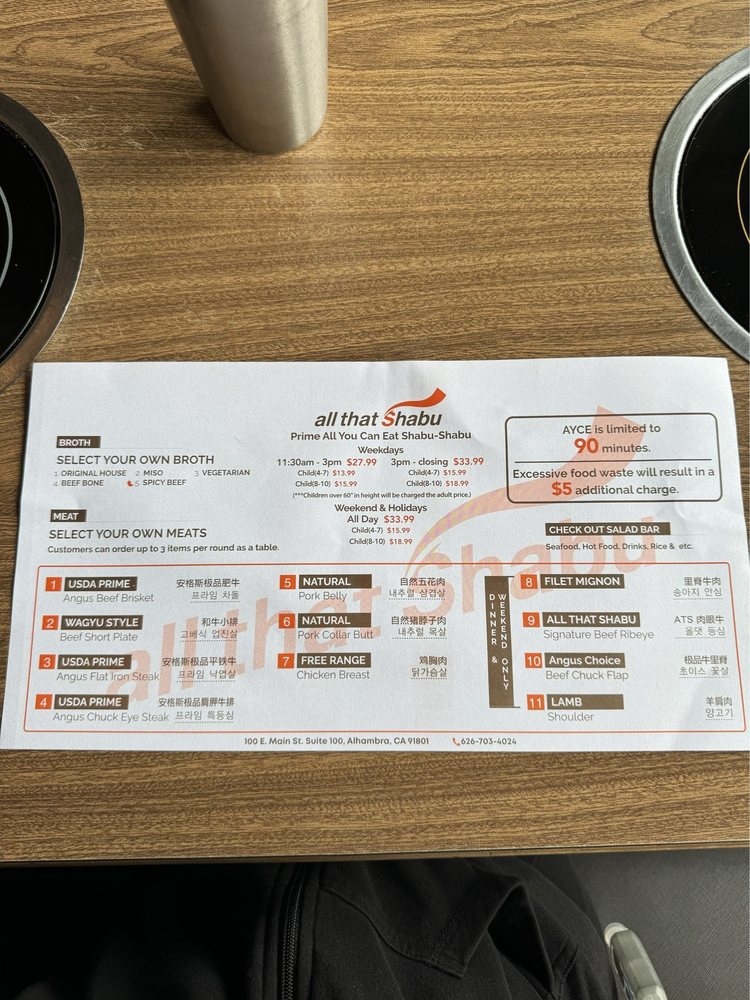 all that Shabu
Prime All You Can Eat Shabu-Shabu
Weekdays
11:30am - 3pm $27.99 3pm - closing $33.99
Child(4-7) $13.99 Child(4-7) $15.99
Child(8-10) $15.99 Child(8-10) $18.99
(***Children over 60" in height will be charged the adult price.)
Weekend & Holidays
All Day $33.99
Child(4-7) $15.99
Child(8-10) $18.99
BROTH
SELECT YOUR OWN BROTH
1. ORIGINAL HOUSE 2. MISO 3. VEGETARIAN
4. BEEF BONE 5. SPICY BEEF
MEAT
SELECT YOUR OWN MEATS
Customers can order up to 3 items per round as a table.
AYCE is limited to
90 minutes.
Excessive food waste will result in a
$5 additional charge.
CHECK OUT SALAD BAR
Seafood, Hot Food, Drinks, Rice & etc.
all that Shabu
1 USDA PRIME 安格斯极品肥牛
Angus Beef Brisket 프라임 차돌
2 WAGYU STYLE 和牛小排
Beef Short Plate 고베식 업진살
3 USDA PRIME 安格斯极品平铁牛
Angus Flat Iron Steak 프라임 낙엽살
4 USDA PRIME 安格斯极品肩胛牛排
Angus Chuck Eye Steak 프라임 특등심
5 NATURAL 自然五花肉
Pork Belly 내추럴 삼겹살
6 NATURAL 自然猪脖子肉
Pork Collar Butt 내추럴 목살
7 FREE RANGE 鸡胸肉
Chicken Breast 닭가슴살
DINNER &
WEEKEND ONLY
8 FILET MIGNON 里脊牛肉
송아지 안심
9 ALL THAT SHABU ATS 肉眼牛
Signature Beef Ribeye 올댓 등심
10 Angus Choice 极品牛里脊
Beef Chuck Flap 초이스 꽃살
11 LAMB 羊肩肉
Shoulder 양고기
100 E. Main St. Suite 100, Alhambra, CA 91801 626-703-4024